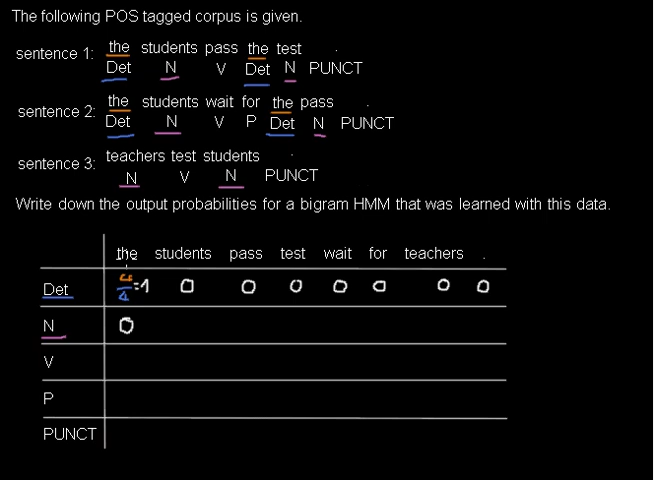 The following POS tagged corpus is given.
sentence 1: the students pass the test .
Det N V Det N PUNCT
sentence 2: the students wait for the pass .
Det N V P Det N PUNCT
sentence 3: teachers test students .
N V N PUNCT
Write down the output probabilities for a bigram HMM that was learned with this data.
the students pass test wait for teachers .
Det 4/4=1 0 0 0 0 0 0 0
N 0
V
P
PUNCT